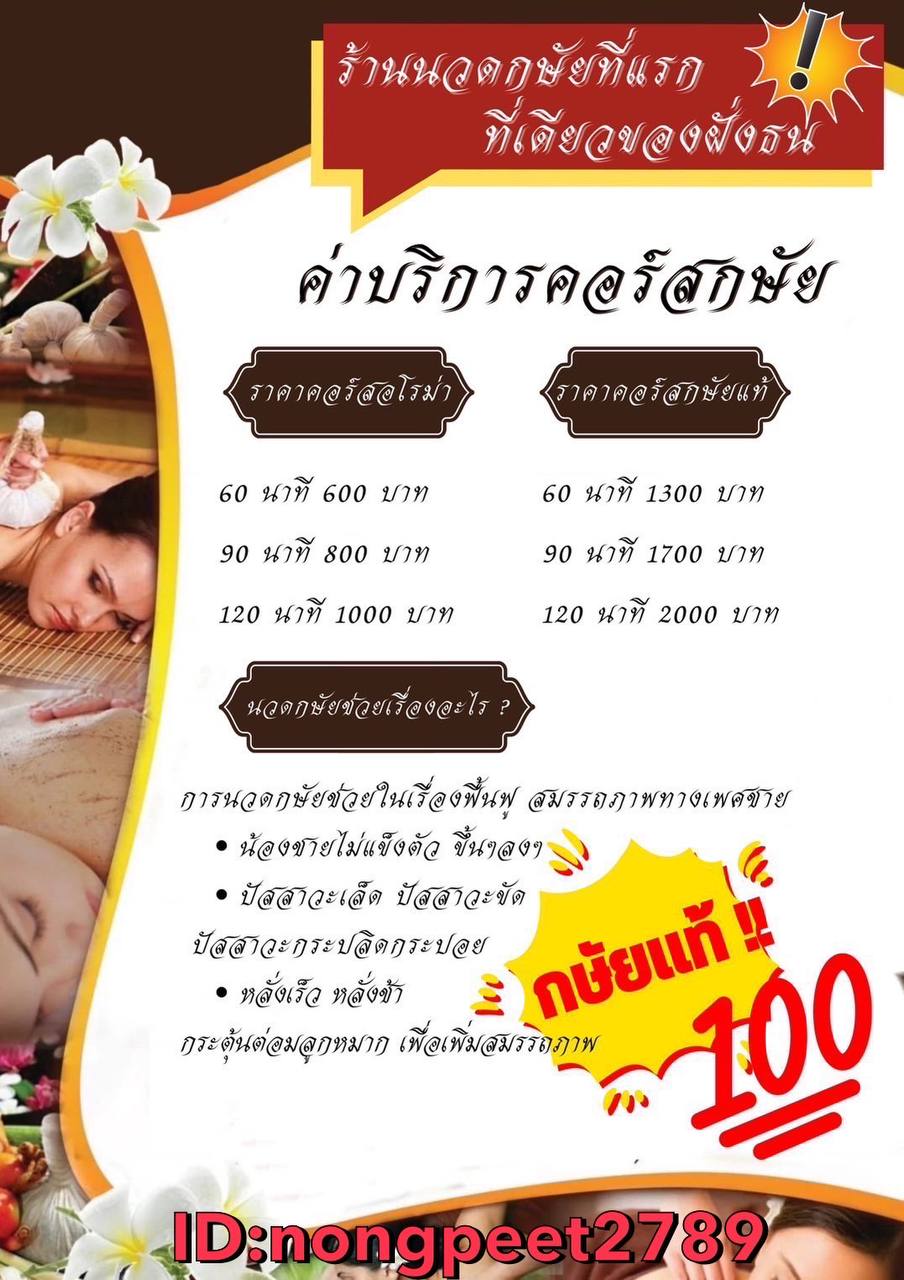 ร้านนวดกษัยที่แรก
ที่เดียวของฝั่งธน
!
ค่าบริการคอร์สกษัย
ราคาคอร์สอโรม่า
ราคาคอร์สกษัยแท้
60 นาที 600 บาท
60 นาที 1300 บาท
90 นาที 800 บาท
90 นาที 1700 บาท
120 นาที 1000 บาท
120 นาที 2000 บาท
นวดกษัยช่วยเรื่องอะไร ?
การนวดกษัยช่วยในเรื่องฟื้นฟู สมรรถภาพทางเพศชาย
• น้องชายไม่แข็งตัว ขึ้นๆลงๆ
• ปัสสาวะเล็ด ปัสสาวะขัด
ปัสสาวะกระปลิดกระปอย
• หลั่งเร็ว หลั่งช้า
กระตุ้นต่อมลูกหมาก เพื่อเพิ่มสมรรถภาพ
กษัยแท้ !!
100
ID:nongpeet2789